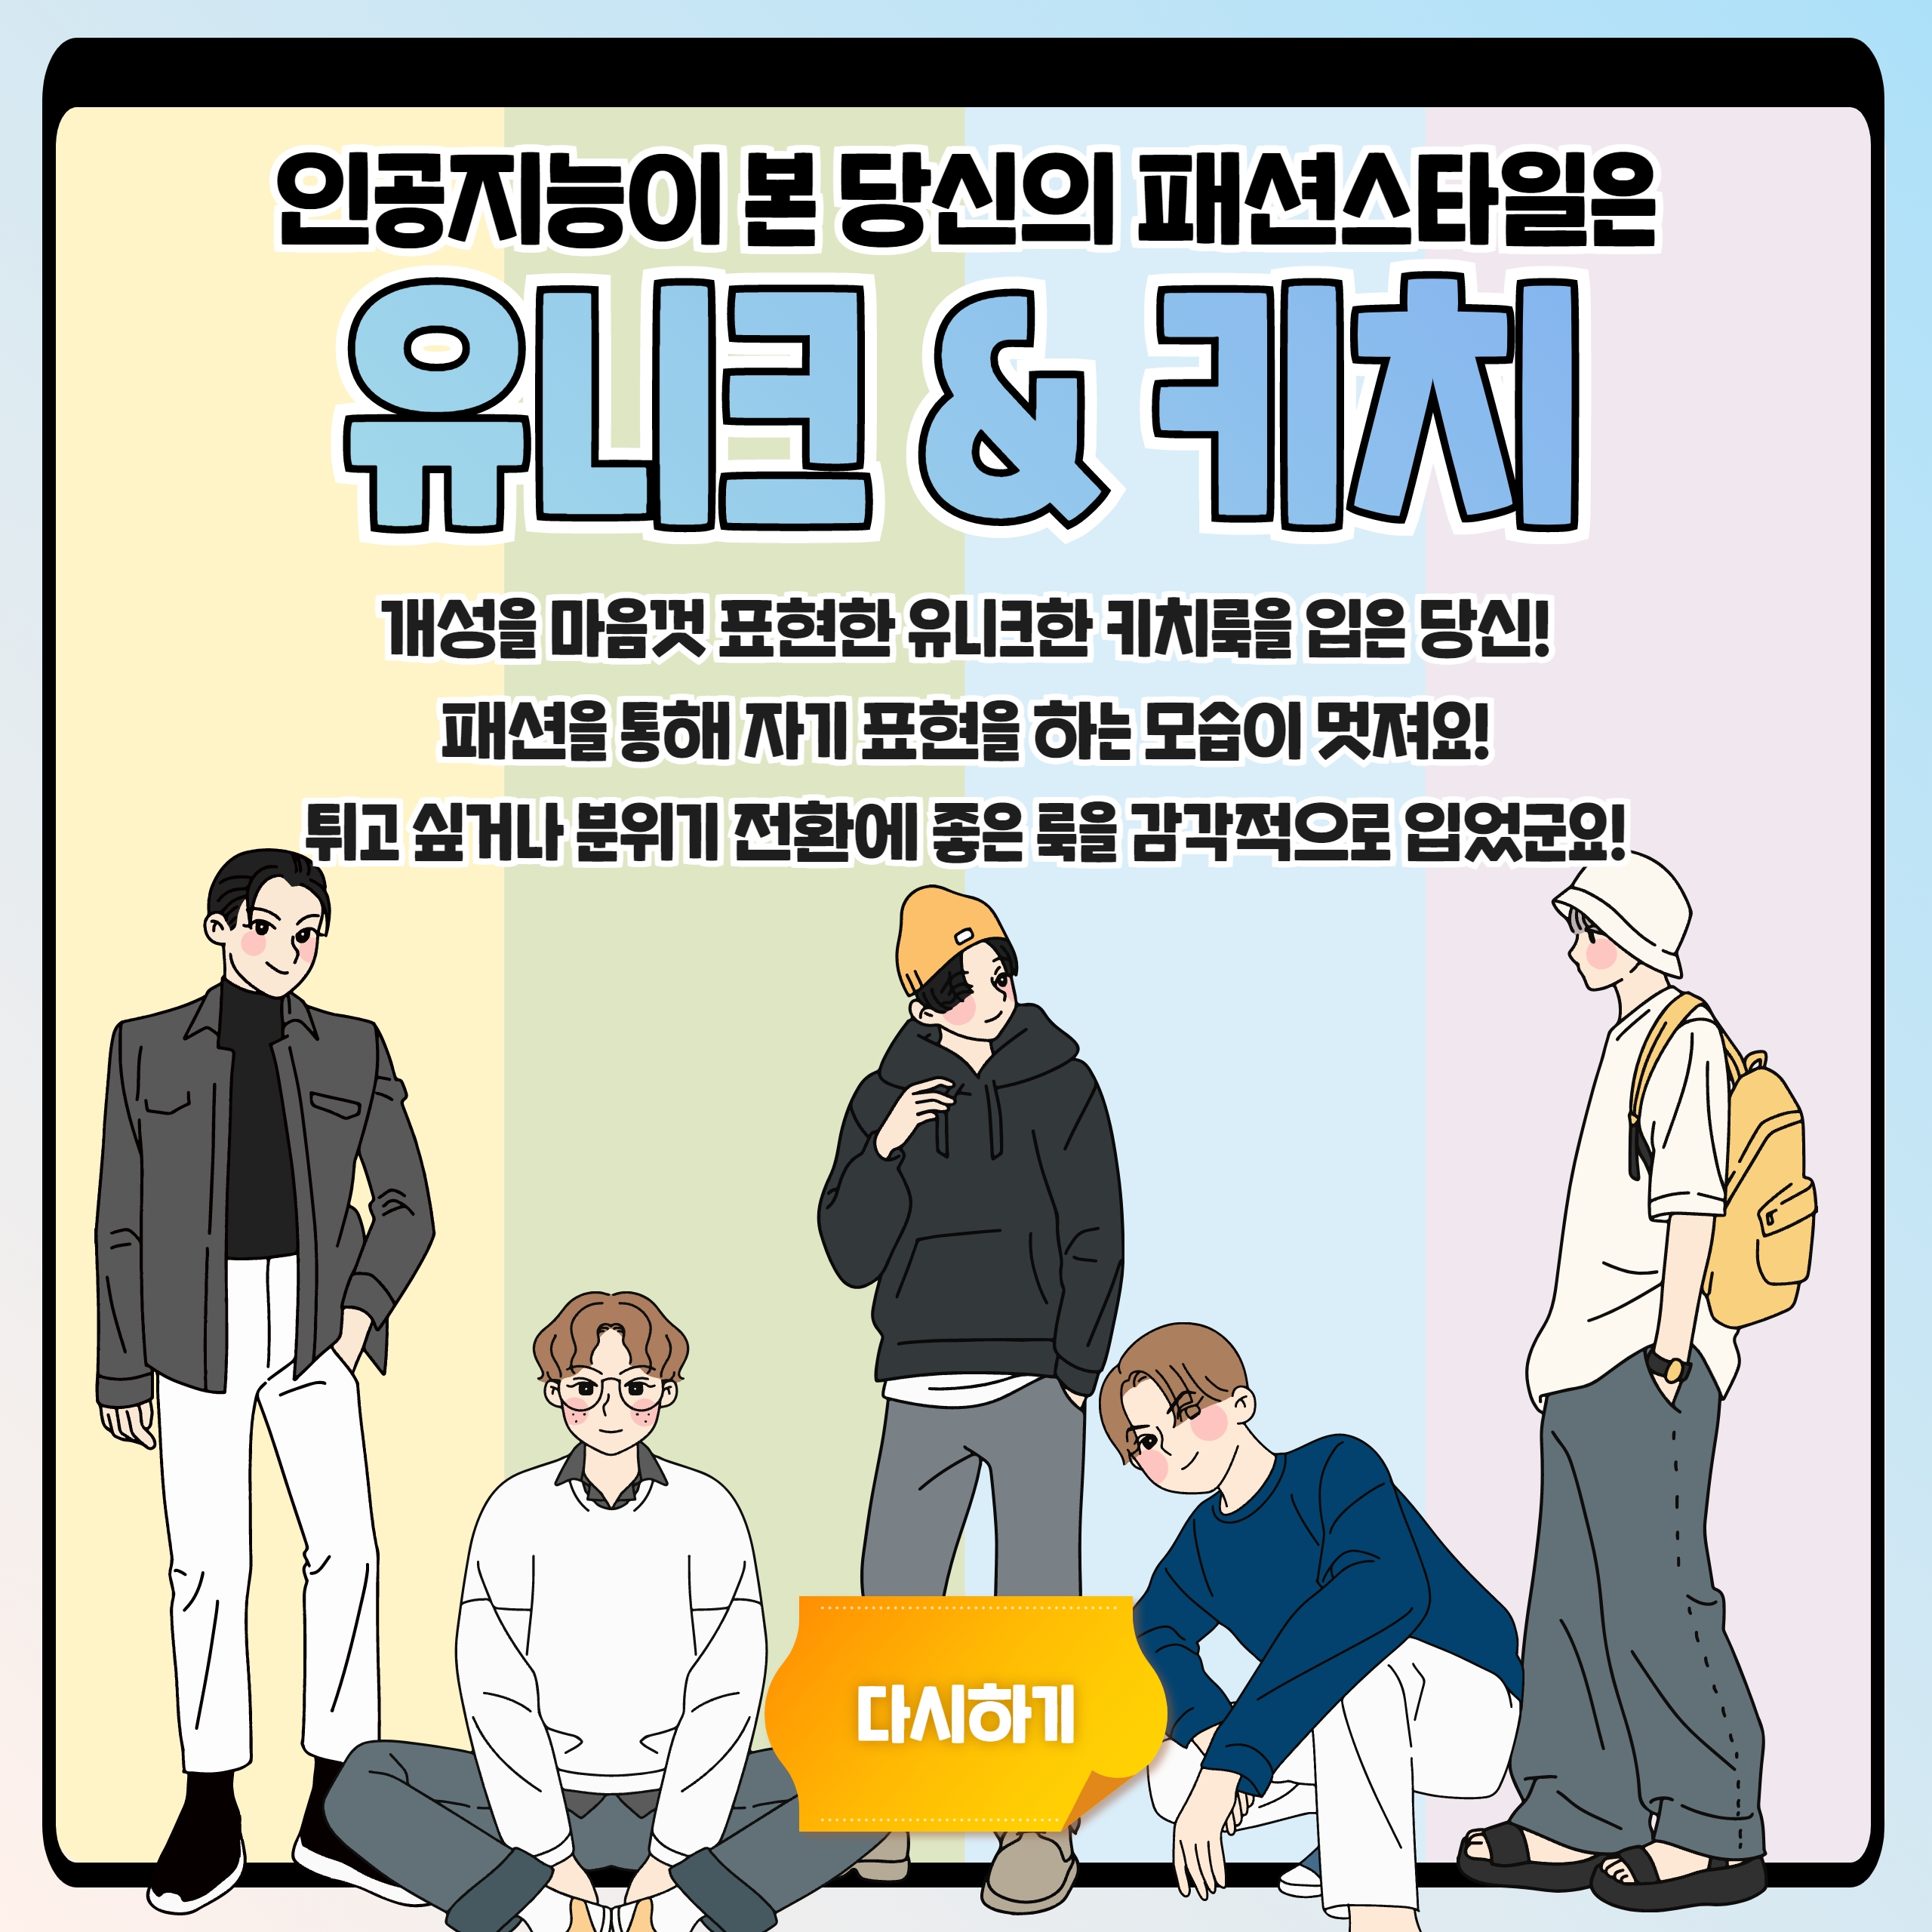 인공지능이 본 당신의 패션스타일은
유니크 & 키치
개성을 마음껏 표현한 유니크한 키치룩을 입은 당신!
패션을 통해 자기 표현을 하는 모습이 멋져요!
튀고 싶거나 분위기 전환에 좋은 룩을 감각적으로 입었군요!
다시하기